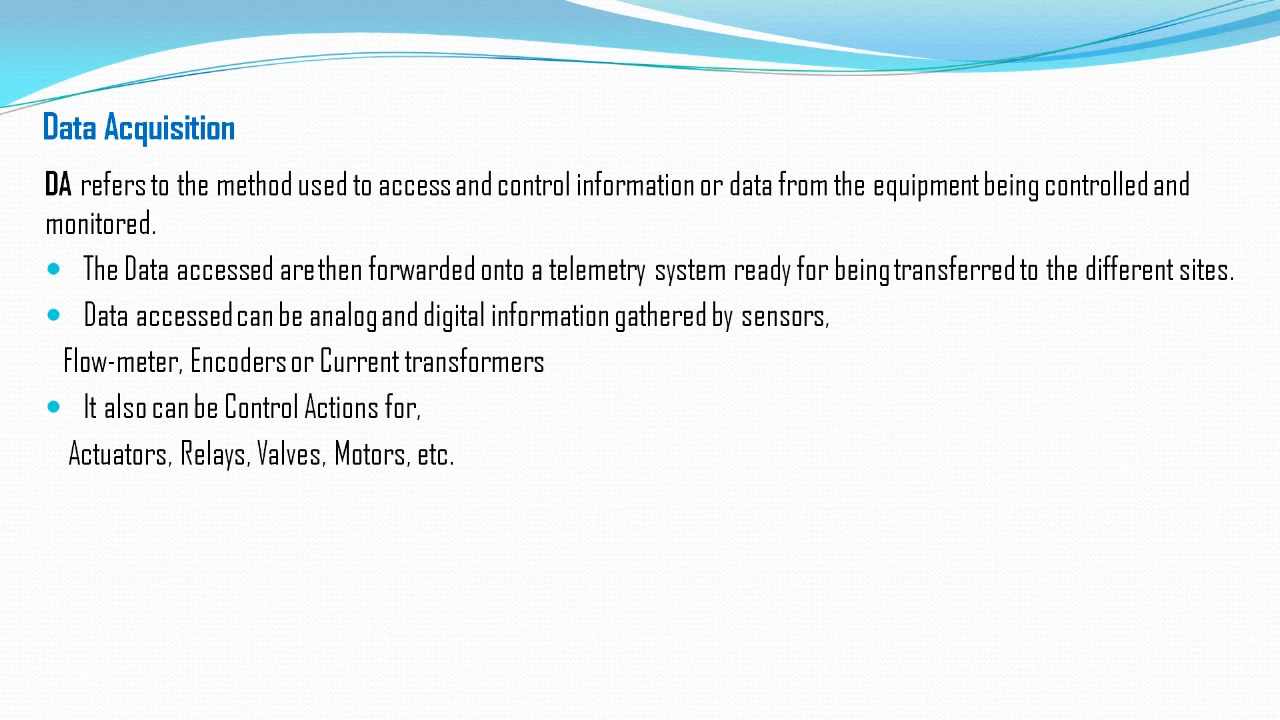 Data Acquisition
DA refers to the method used to access and control information or data from the equipment being controlled and
monitored.
• The Data accessed are then forwarded onto a telemetry system ready for being transferred to the different sites.
• Data accessed can be analog and digital information gathered by sensors,
Flow-meter, Encoders or Current transformers
• It also can be Control Actions for,
Actuators, Relays, Valves, Motors, etc.